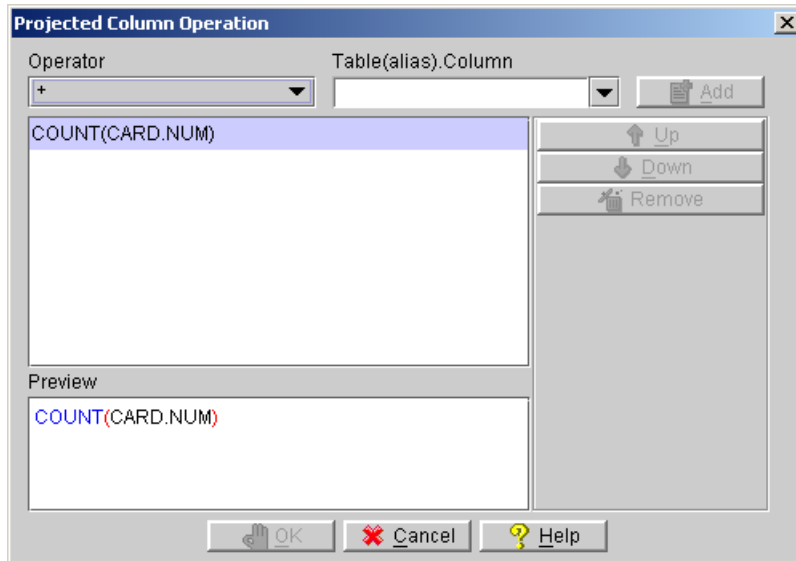 Projected Column Operation
Operator Table(alias).Column
+ Add
COUNT(CARD.NUM) Up
Down
Remove
Preview
COUNT(CARD.NUM)
OK Cancel Help